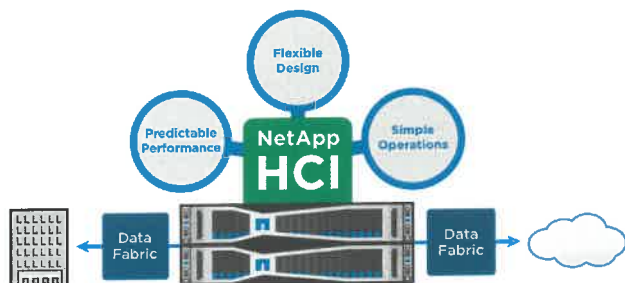 Flexible
Design
Predictable
Performance
NetApp
HCI
Simple
Operations
Data
Fabric
Data
Fabric